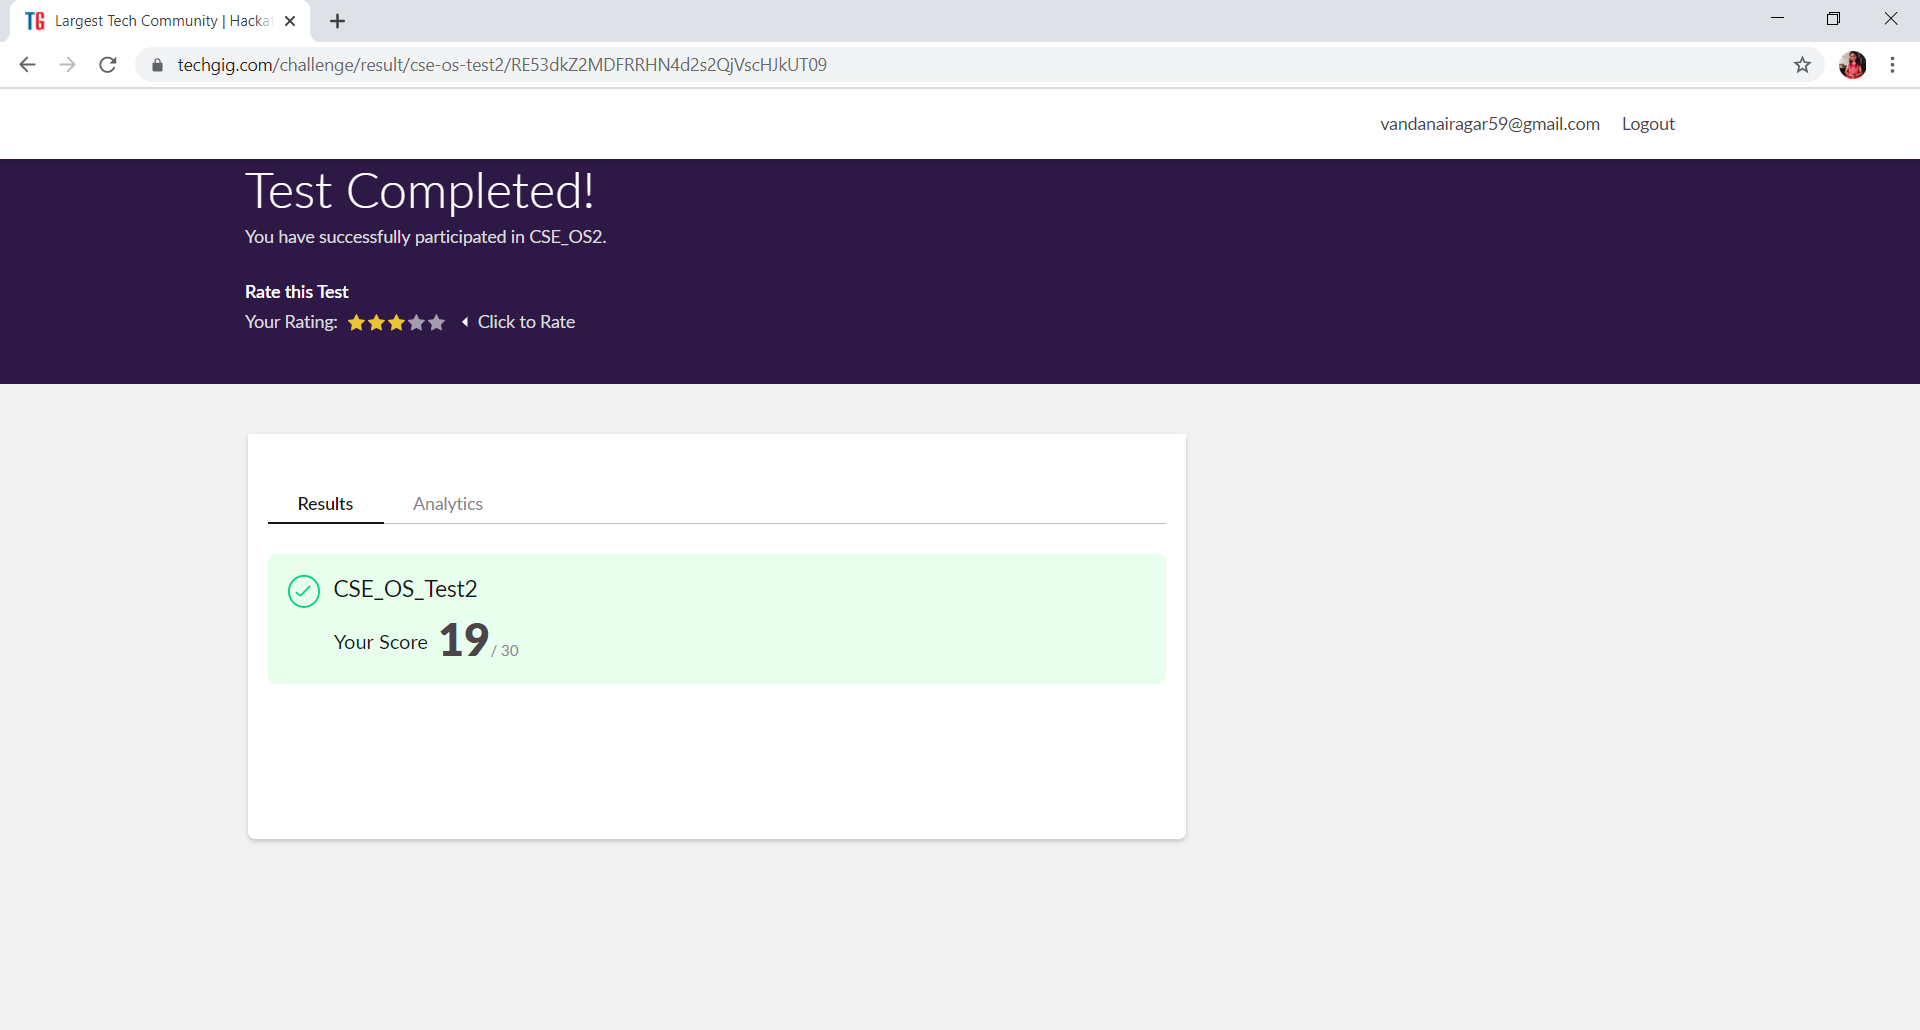 TG Largest Tech Community | Hacka
techgig.com/challenge/result/cse-os-test2/RE53dkZ2MDFRRHN4d2s2QjVscHJkUT09
vandanairagar59@gmail.com Logout
Test Completed!
You have successfully participated in CSE_OS2.
Rate this Test
Your Rating: Click to Rate
Results Analytics
CSE_OS_Test2
Your Score 19 / 30